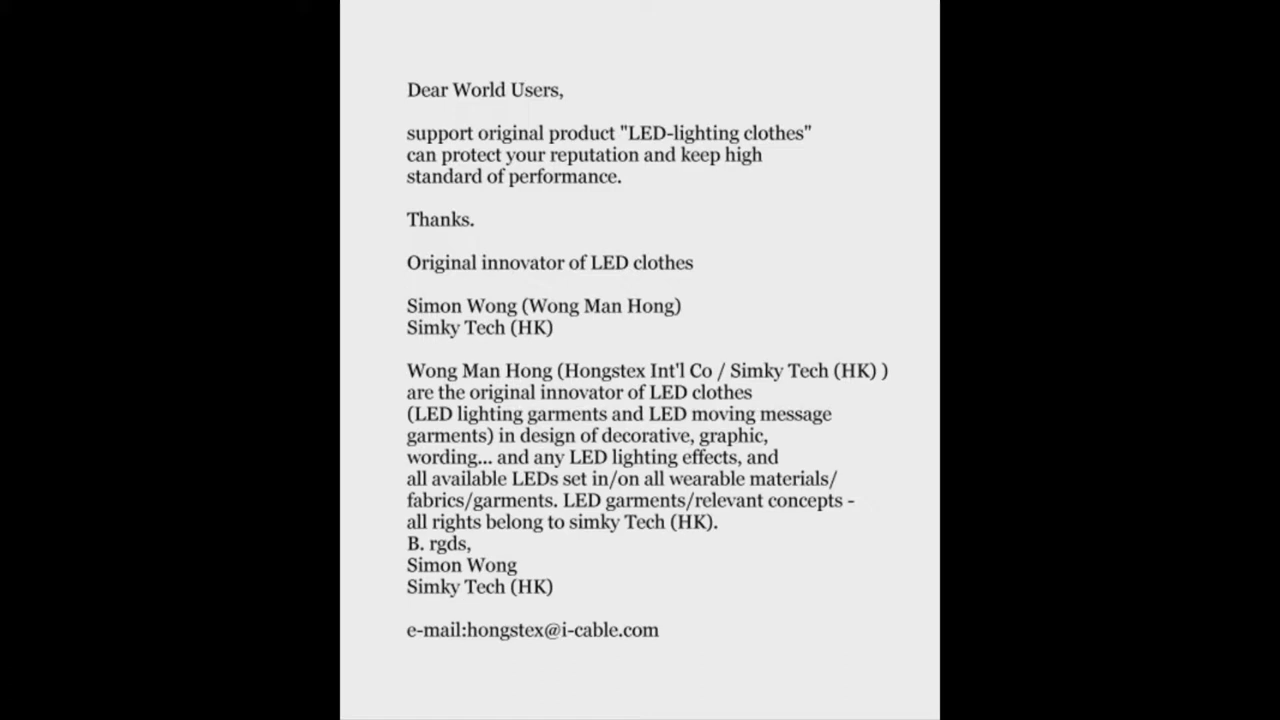 Dear World Users,
support original product "LED-lighting clothes"
can protect your reputation and keep high
standard of performance.
Thanks.
Original innovator of LED clothes
Simon Wong (Wong Man Hong)
Simky Tech (HK)
Wong Man Hong (Hongstex Int'l Co / Simky Tech (HK) )
are the original innovator of LED clothes
(LED lighting garments and LED moving message
garments) in design of decorative, graphic,
wording... and any LED lighting effects, and
all available LEDs set in/on all wearable materials/
fabrics/garments. LED garments/relevant concepts -
all rights belong to simky Tech (HK).
B. rgds,
Simon Wong
Simky Tech (HK)
e-mail:hongstex@i-cable.com